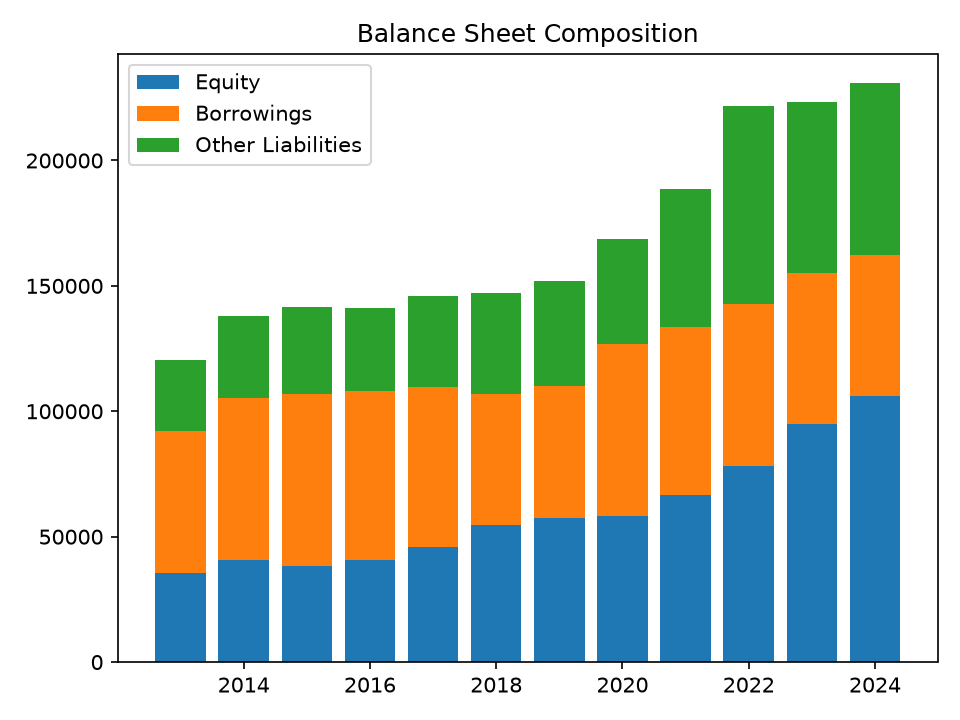 Balance Sheet Composition
Equity
Borrowings
Other Liabilities
200000
150000
100000
50000
0
2014 2016 2018 2020 2022 2024